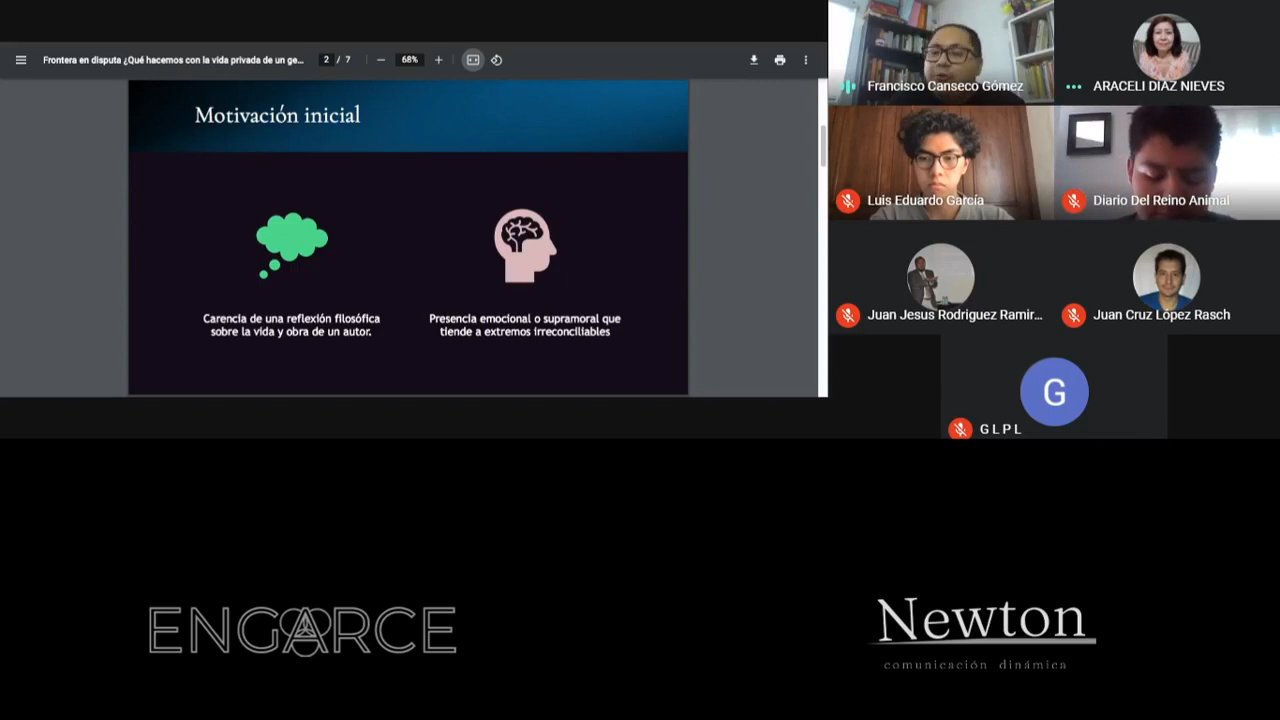 Frontera en disputa ¿Qué hacemos con la vida privada de un ge...
2 / 7
68%
Motivación inicial
Carencia de una reflexión filosófica
sobre la vida y obra de un autor.
Presencia emocional o supramoral que
tiende a extremos irreconciliables
Francisco Canseco Gómez
ARACELI DIAZ NIEVES
Luis Eduardo García
Diario Del Reino Animal
Juan Jesus Rodriguez Ramir...
Juan Cruz López Rasch
G
G L P L
ENGARCE
Newton
comunicación dinámica